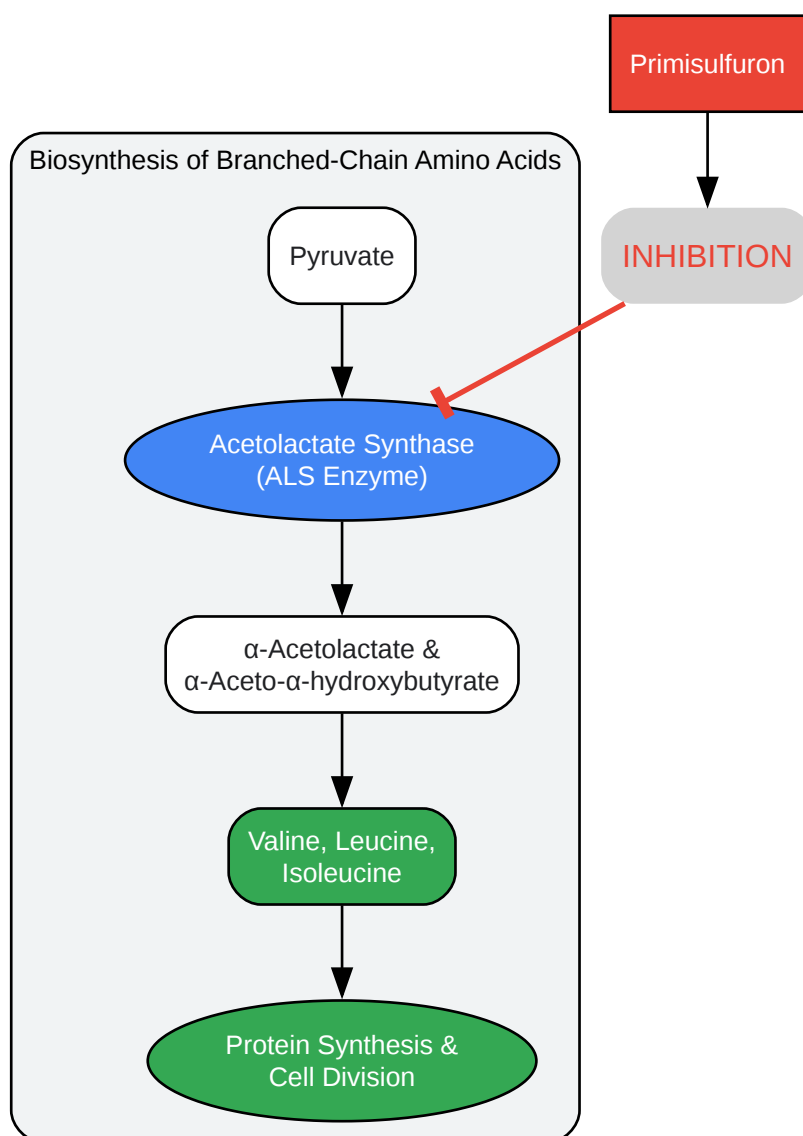 Primisulfuron
Biosynthesis of Branched-Chain Amino Acids
Pyruvate
INHIBITION
Acetolactate Synthase
(ALS Enzyme)
α-Acetolactate &
α-Aceto-α-hydroxybutyrate
Valine, Leucine,
Isoleucine
Protein Synthesis &
Cell Division